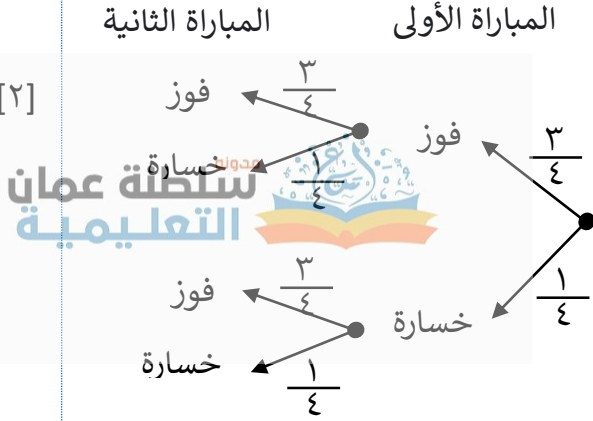 المباراة الأولى المباراة الثانية
٣/٤ فوز
[٢]
٣/٤ فوز
١/٤ خسارة
مدونة
سلطنة عمان
التعليمية
١/٤ خسارة
٣/٤ فوز
١/٤ خسارة